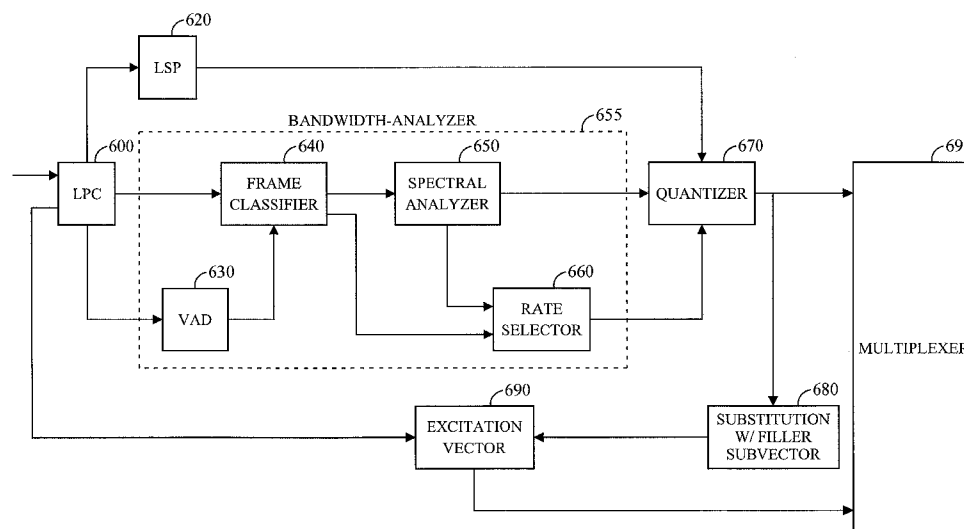 620
LSP
BANDWIDTH-ANALYZER
655
600
LPC
640
FRAME
CLASSIFIER
650
SPECTRAL
ANALYZER
670
QUANTIZER
69
630
VAD
660
RATE
SELECTOR
MULTIPLEXER
690
EXCITATION
VECTOR
680
SUBSTITUTION
W/ FILLER
SUBVECTOR